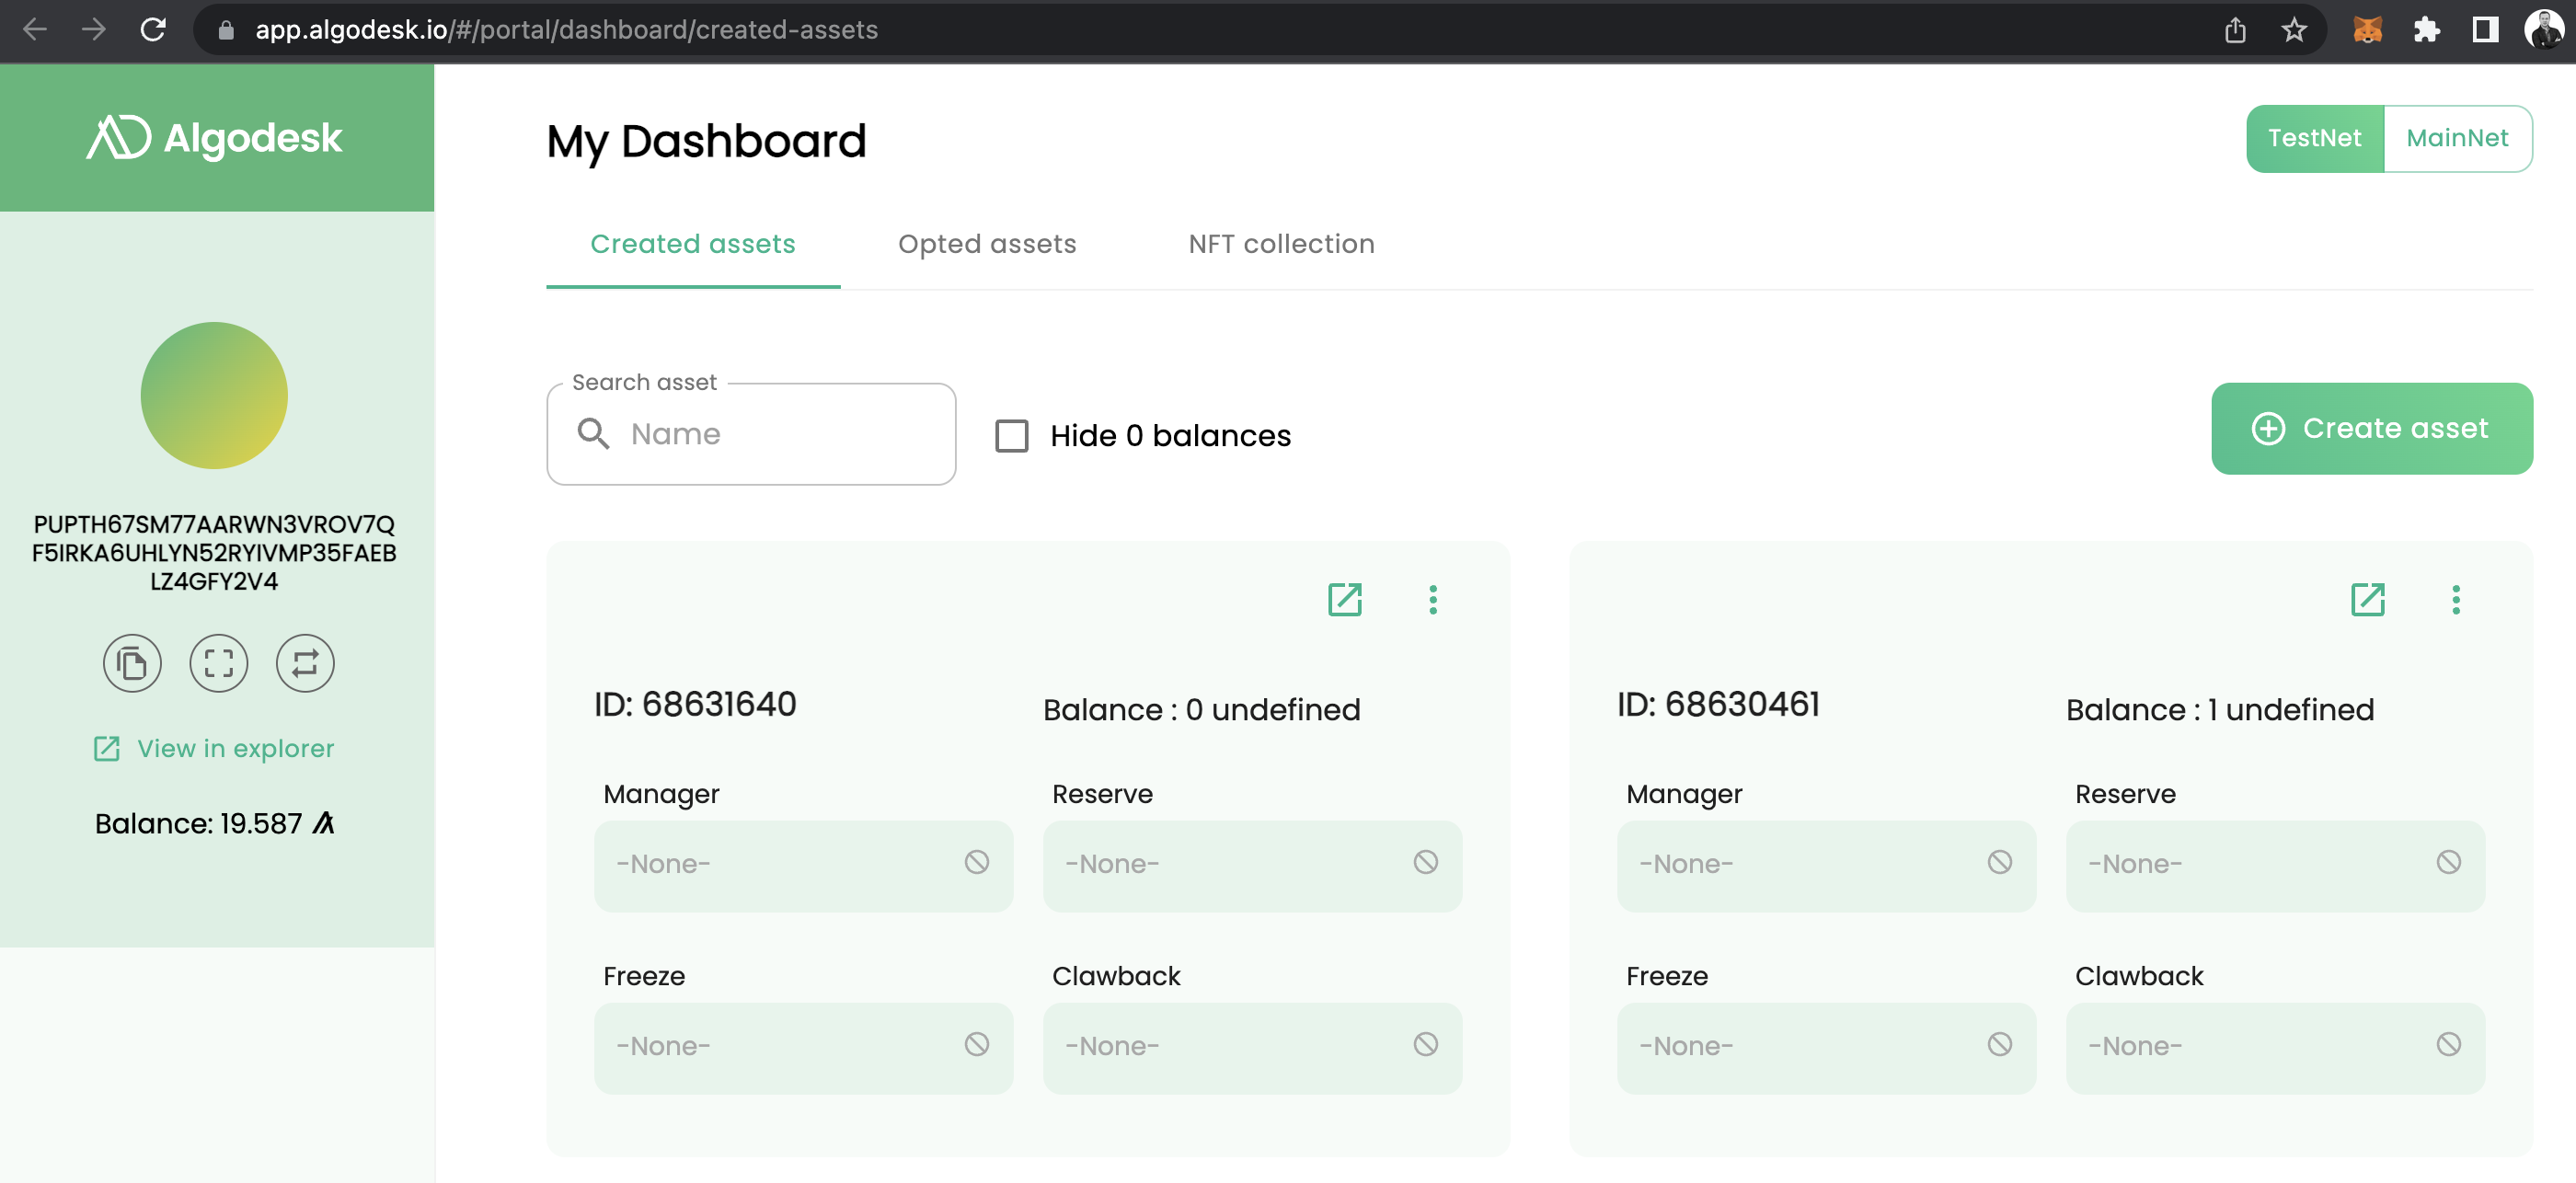 app.algodesk.io/#/portal/dashboard/created-assets
Algodesk
PUPTH67SM77AARWN3VROV7Q
F5IRKA6UHLYN52RYIVMP35FAEB
LZ4GFY2V4
View in explorer
Balance: 19.587
My Dashboard
TestNet
MainNet
Created assets
Opted assets
NFT collection
Search asset
Name
Hide 0 balances
Create asset
ID: 68631640
Balance : 0 undefined
Manager
Reserve
-None-
-None-
Freeze
Clawback
-None-
-None-
ID: 68630461
Balance : 1 undefined
Manager
Reserve
-None-
-None-
Freeze
Clawback
-None-
-None-